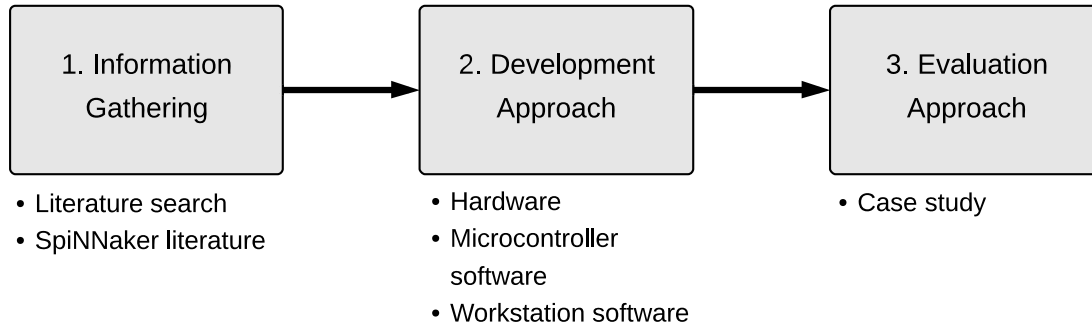 1. Information
Gathering
• Literature search
• SpiNNaker literature
2. Development
Approach
• Hardware
• Microcontroller
software
• Workstation software
3. Evaluation
Approach
• Case study